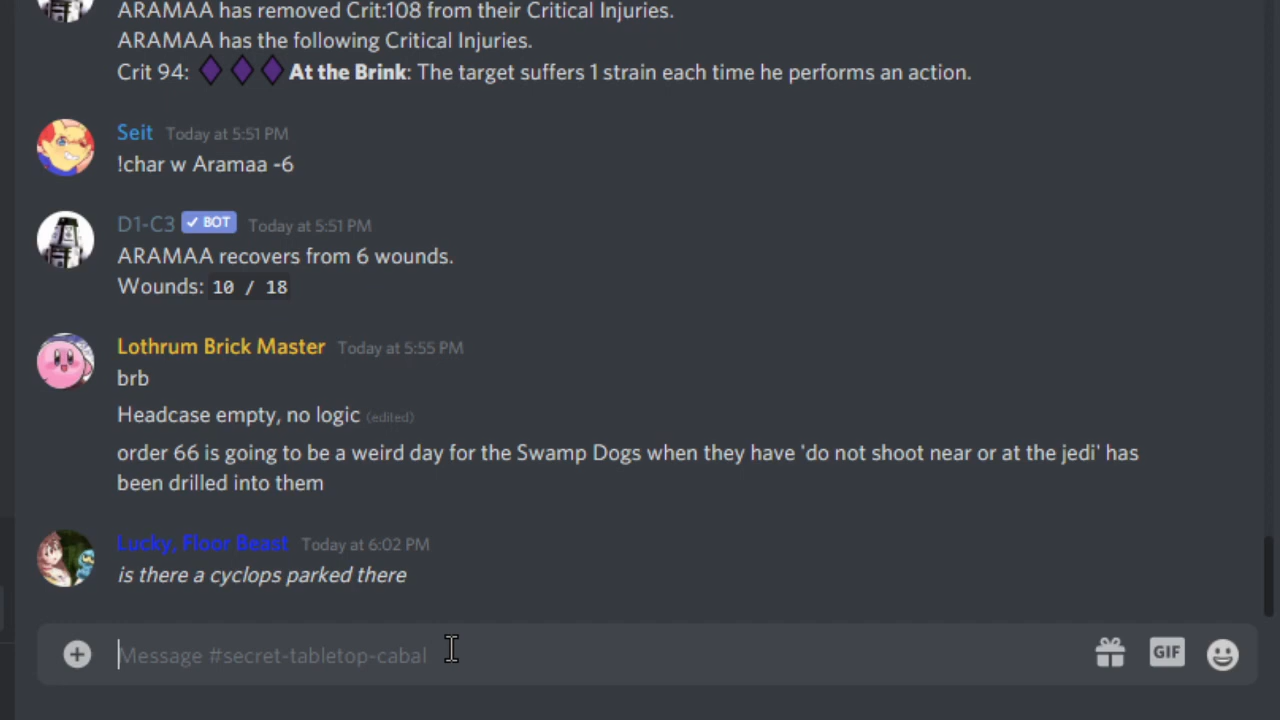 ARAMAA has removed Crit:108 from their Critical Injuries.
ARAMAA has the following Critical Injuries.
Crit 94: At the Brink: The target suffers 1 strain each time he performs an action.
Seit Today at 5:51 PM
!char w Aramaa -6
D1-C3 BOT Today at 5:51 PM
ARAMAA recovers from 6 wounds.
Wounds: 10 / 18
Lothrum Brick Master Today at 5:55 PM
brb
Headcase empty, no logic (edited)
order 66 is going to be a weird day for the Swamp Dogs when they have 'do not shoot near or at the jedi' has
been drilled into them
Lucky, Floor Beast Today at 6:02 PM
is there a cyclops parked there
Message #secret-tabletop-cabal
GIF